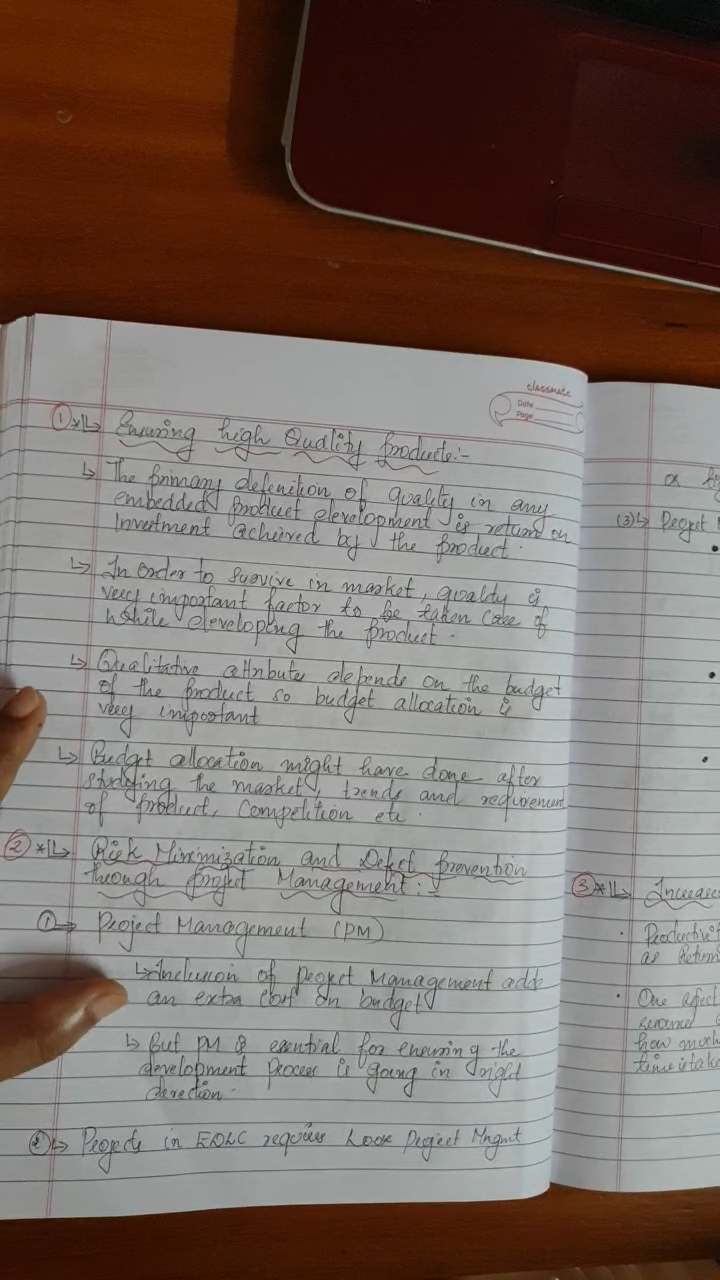 classmate
Date
Page
① *↳ Ensuring high Quality products:-
↳ The primary definition of quality in any
embedded product development is return on
Investment achieved by the product.
↳ In order to survive in market, quality is
very important factor to be taken care of
while developing the product.
↳ Qualitative attributes depends on the budget
of the product so budget allocation is
very important
↳ Budget allocation might have done after
studying the market, trends and requirement
of product, Competition etc.
② *↳ Risk Minimization and Defect prevention
through project Management:-
①→ Project Management (PM)
↳ Inclusion of project Management adds
an extra cost on budget
↳ But PM is essential for ensuring the
development process is going in right
direction.
②↳ Projects in EDLC requires Loose Project Mngmt
or
(3)↳ Project
③ *↳ Increase
• Productivit
as Return
• One aspect
resource
how much
time is take